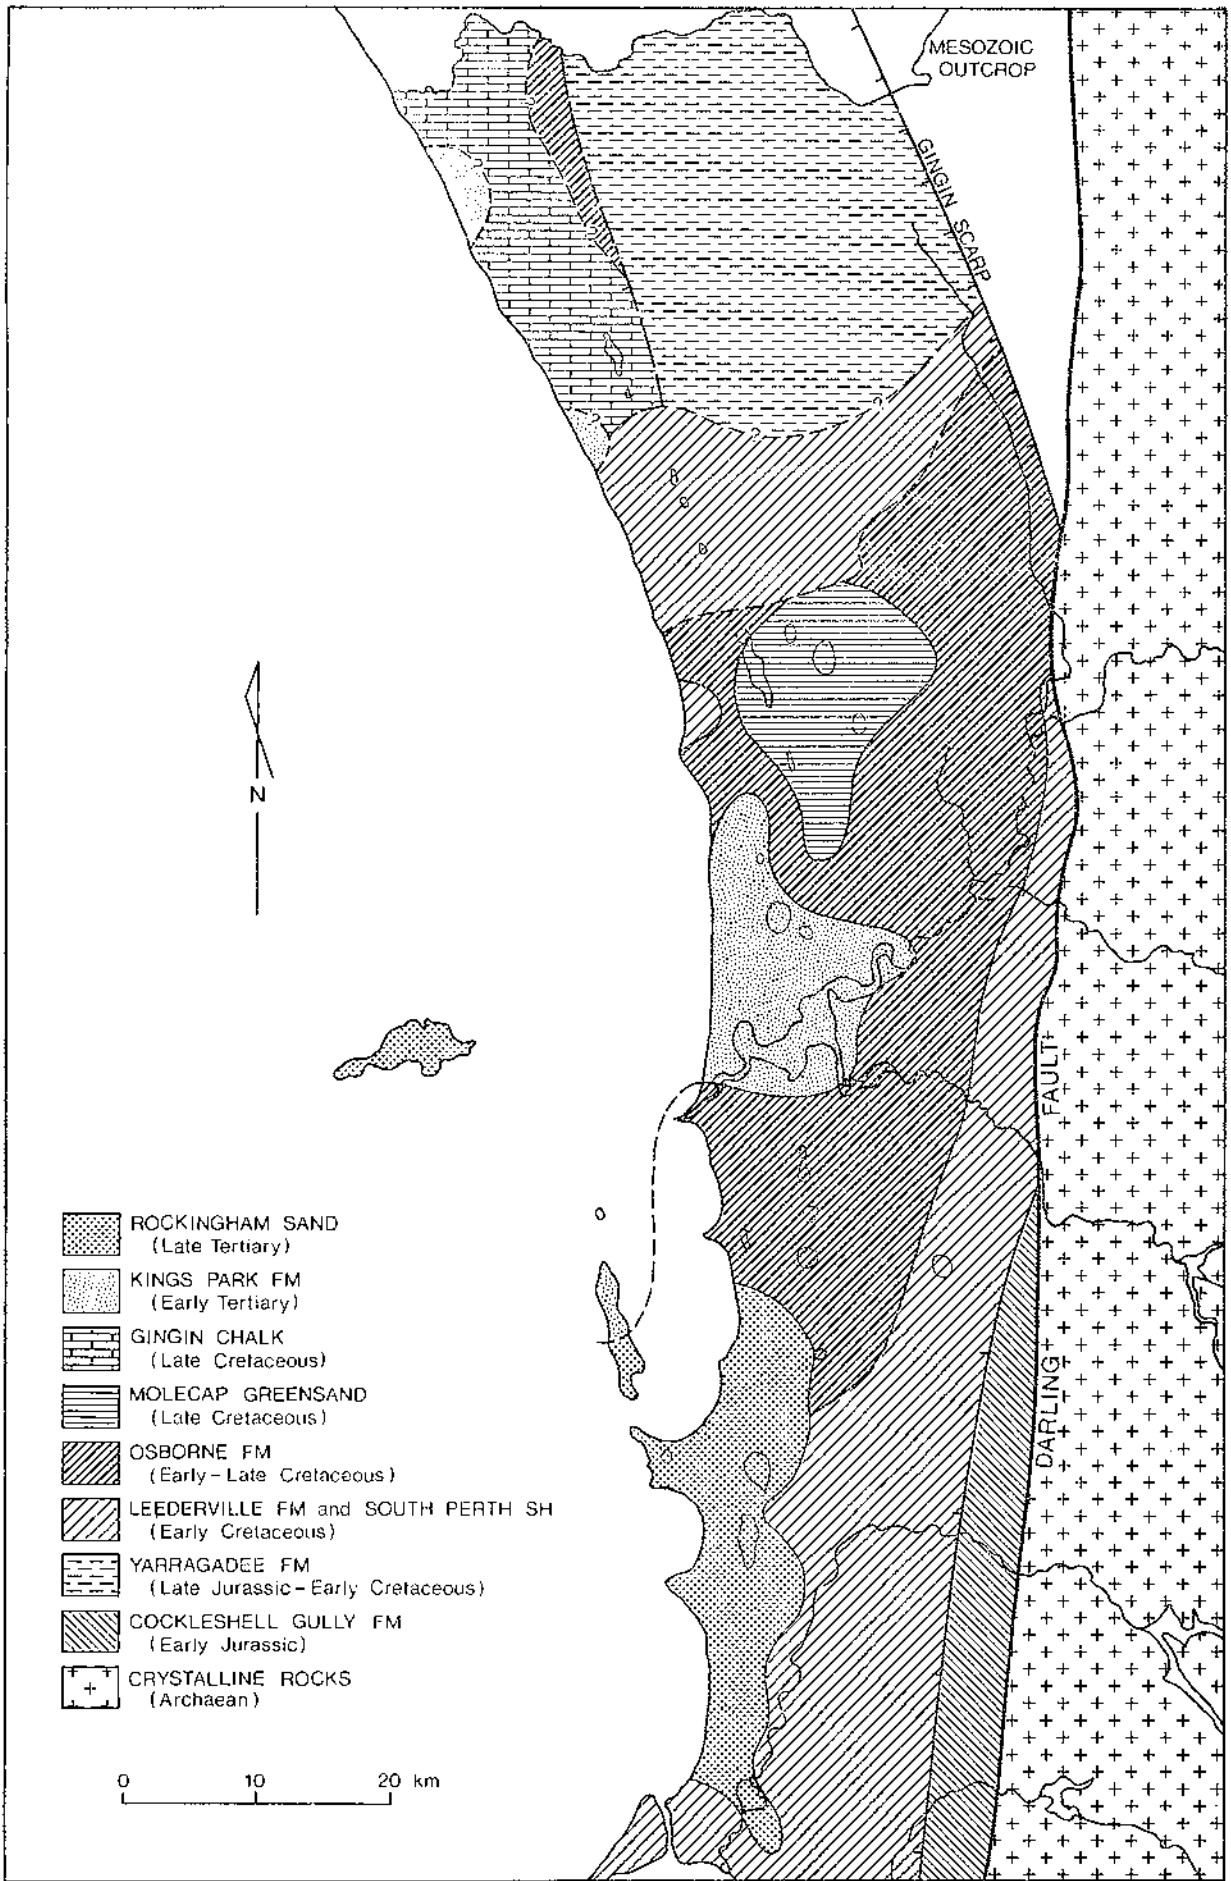 MESOZOIC
OUTCROP
GINGIN SCARP
N
FAULT
DARLING
ROCKINGHAM SAND
(Late Tertiary)
KINGS PARK FM
(Early Tertiary)
GINGIN CHALK
(Late Cretaceous)
MOLECAP GREENSAND
(Late Cretaceous)
OSBORNE FM
(Early–Late Cretaceous)
LEEDERVILLE FM and SOUTH PERTH SH
(Early Cretaceous)
YARRAGADEE FM
(Late Jurassic–Early Cretaceous)
COCKLESHELL GULLY FM
(Early Jurassic)
CRYSTALLINE ROCKS
(Archaean)
0 10 20 km
?
?
?